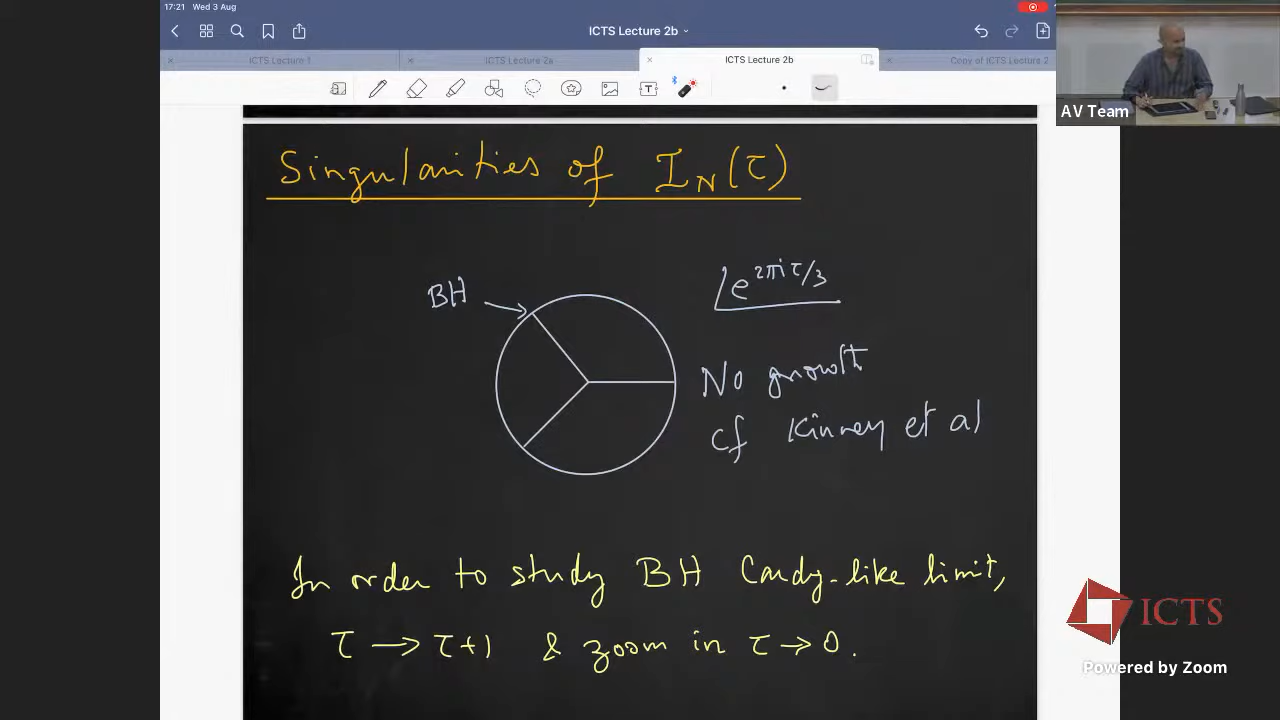 17:21 Wed 3 Aug
ICTS Lecture 2b
ICTS Lecture 1
ICTS Lecture 2a
ICTS Lecture 2b
Copy of ICTS Lecture 2
AV Team
Singularities of I_N(τ)
BH
e^{2πiτ/3}
No growth
cf Kinney et al
In order to study BH Cardy-like limit,
τ → τ+1 & zoom in τ → 0.
ICTS
Powered by Zoom